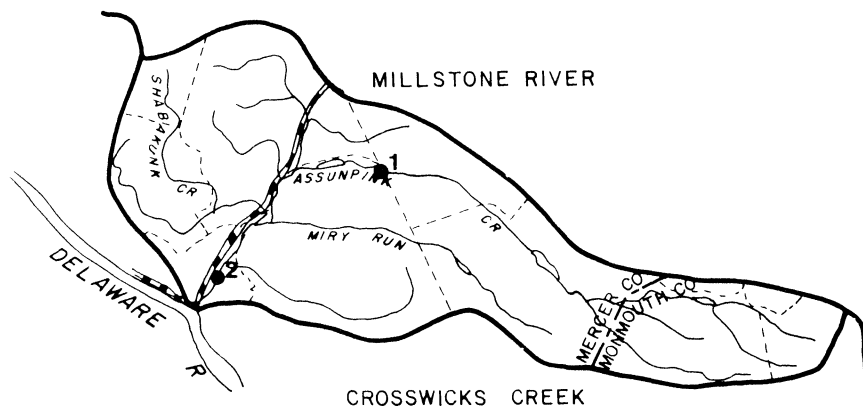 MILLSTONE RIVER
SHABAKUNK
CR
1
ASSUNPINK
CR
MIRY RUN
2
DELAWARE
R
MERCER CO
MONMOUTH CO
CROSSWICKS CREEK